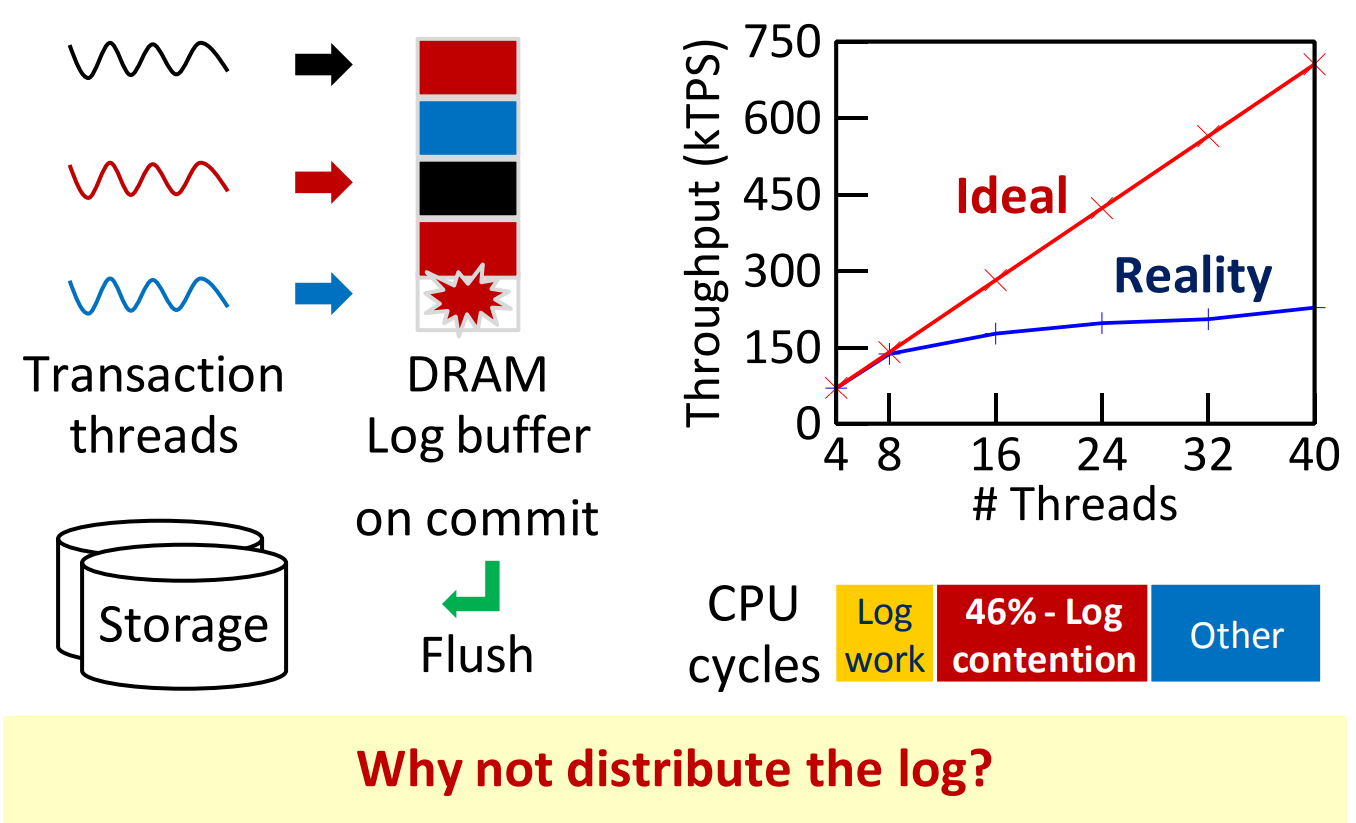 Transaction
threads
DRAM
Log buffer
on commit
Flush
Storage
Throughput (kTPS)
750
600
450
300
150
0
Ideal
Reality
4 8 16 24 32 40
# Threads
CPU
cycles
Log
work
46% - Log
contention
Other
Why not distribute the log?